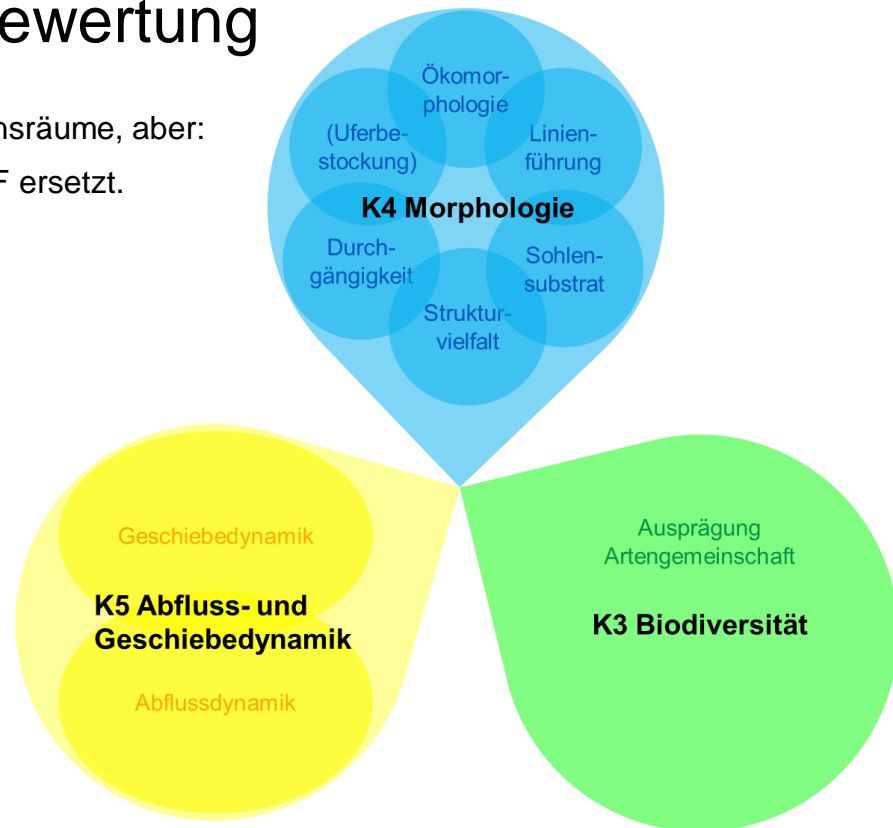 ewertung
nsräume, aber:
F ersetzt.
Ökomor-
phologie
(Uferbe-
stockung)
Linien-
führung
K4 Morphologie
Durch-
gängigkeit
Sohlen-
substrat
Struktur-
vielfalt
Geschiebedynamik
K5 Abfluss- und
Geschiebedynamik
Abflussdynamik
Ausprägung
Artengemeinschaft
K3 Biodiversität